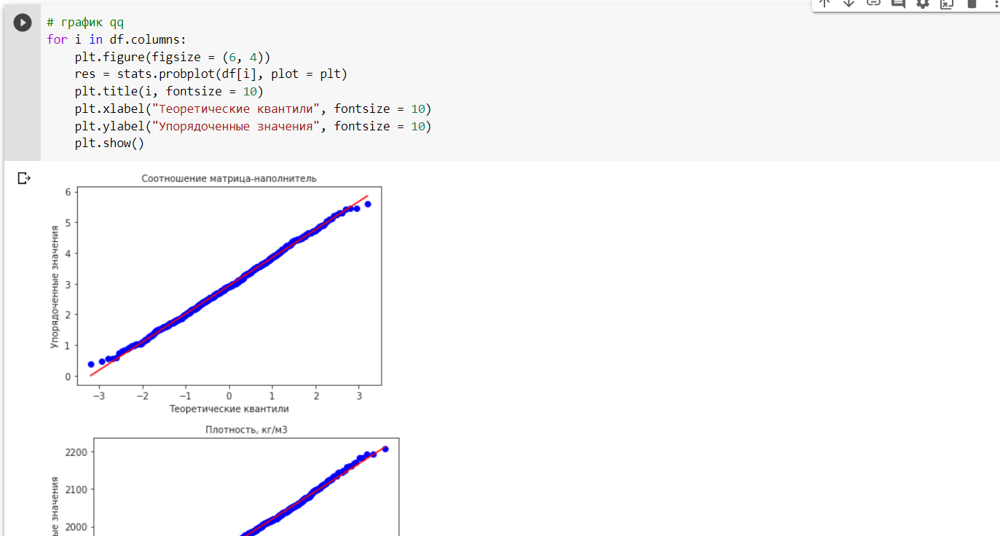 # график qq
for i in df.columns:
plt.figure(figsize = (6, 4))
res = stats.probplot(df[i], plot = plt)
plt.title(i, fontsize = 10)
plt.xlabel("Теоретические квантили", fontsize = 10)
plt.ylabel("Упорядоченные значения", fontsize = 10)
plt.show()
Соотношение матрица-наполнитель
Упорядоченные значения
6
5
4
3
2
1
0
−3 −2 −1 0 1 2 3
Теоретические квантили
Плотность, кг/м3
2200
2100
2000
значения